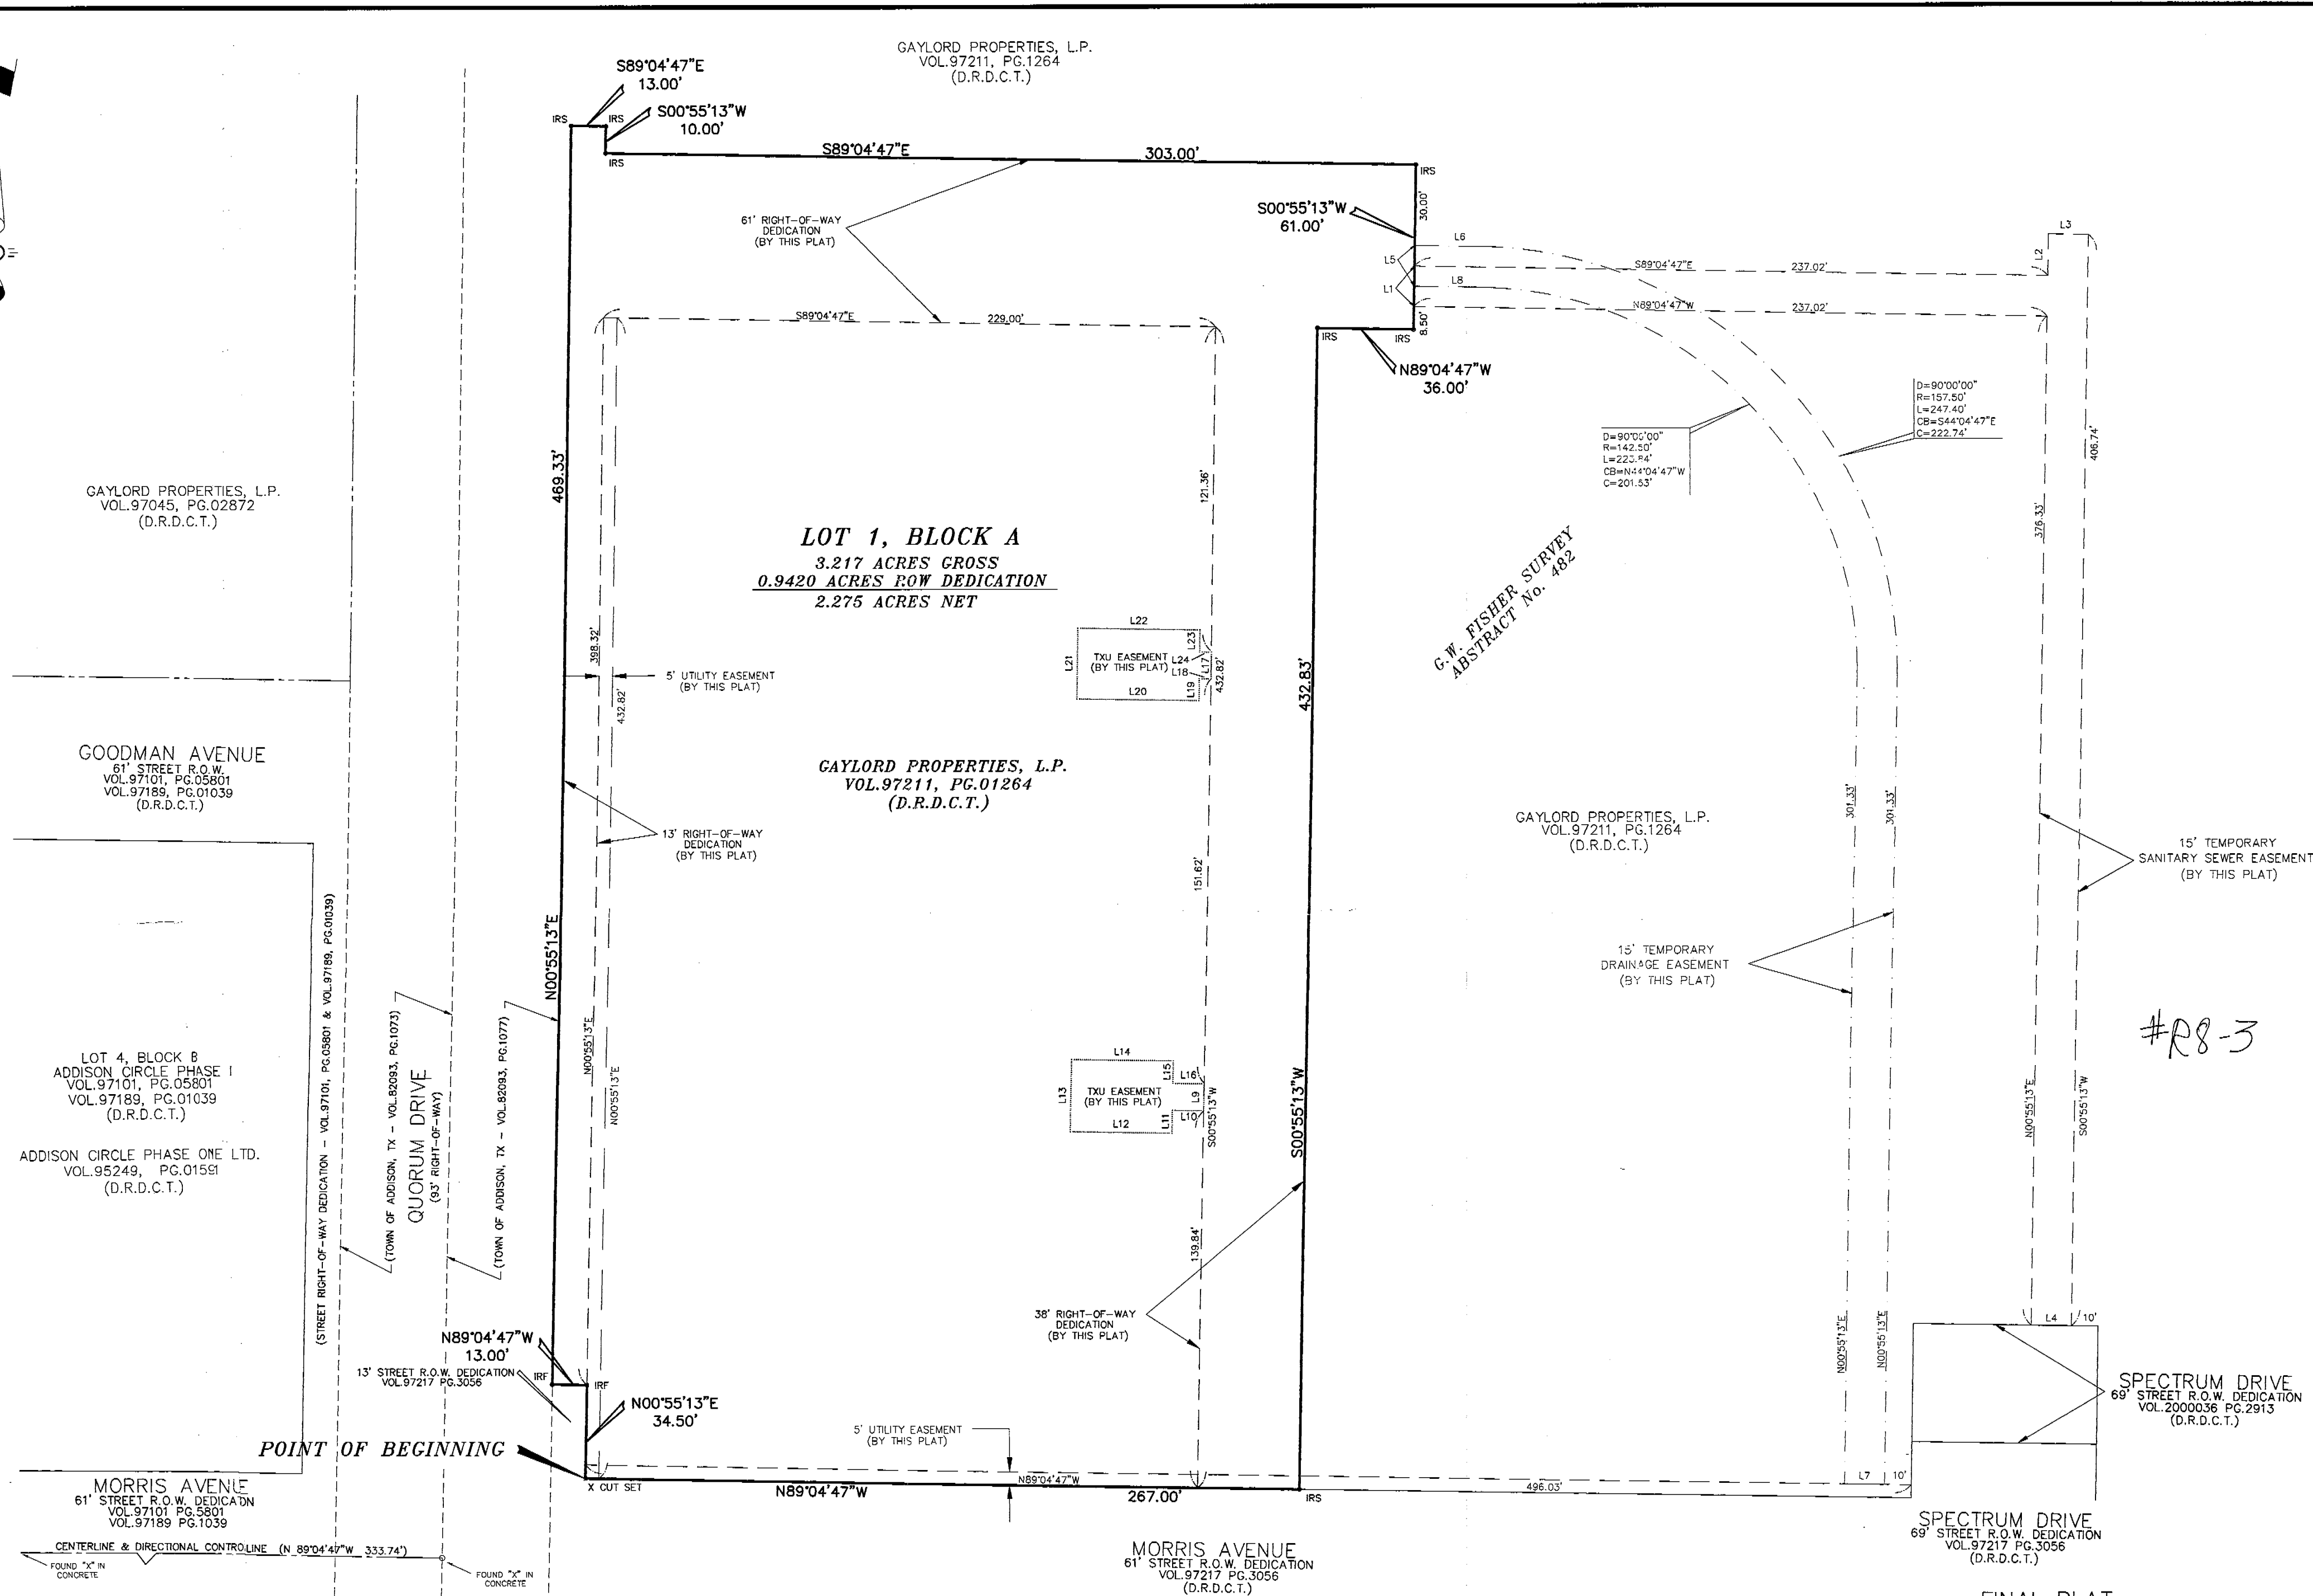 GAYLORD PROPERTIES, L.P.
VOL.97211, PG.1264
(D.R.D.C.T.)
S89°04'47"E
13.00'
S00°55'13"W
10.00'
IRS
IRS
IRS
S89°04'47"E
303.00'
IRS
30.00'
S00°55'13"W
61.00'
61' RIGHT-OF-WAY
DEDICATION
(BY THIS PLAT)
L6
L5
L1
L8
L3
L2
S89°04'47"E
237.02'
N89°04'47"W
237.02'
8.50'
S89°04'47"E
229.00'
IRS
IRS
N89°04'47"W
36.00'
D=90°00'00"
R=157.50'
L=247.40'
CB=S44°04'47"E
C=222.74'
D=90°00'00"
R=142.50'
CB=N44°04'47"W
C=201.53'
406.74'
376.33'
469.33'
121.36'
GAYLORD PROPERTIES, L.P.
VOL.97045, PG.02872
(D.R.D.C.T.)
LOT 1, BLOCK A
3.217 ACRES GROSS
0.9420 ACRES ROW DEDICATION
2.275 ACRES NET
G.W. FISHER SURVEY
ABSTRACT No. 482
398.32'
5' UTILITY EASEMENT
(BY THIS PLAT)
432.82'
L22
L21
L23
TXU EASEMENT
(BY THIS PLAT)
L24
L17
L18
L19
L20
432.82'
432.83'
GOODMAN AVENUE
61' STREET R.O.W.
VOL.97101, PG.05801
VOL.97189, PG.01039
(D.R.D.C.T.)
GAYLORD PROPERTIES, L.P.
VOL.97211, PG.01264
(D.R.D.C.T.)
13' RIGHT-OF-WAY
DEDICATION
(BY THIS PLAT)
151.62'
GAYLORD PROPERTIES, L.P.
VOL.97211, PG.1264
(D.R.D.C.T.)
301.33'
301.33'
15' TEMPORARY
SANITARY SEWER EASEMENT
(BY THIS PLAT)
15' TEMPORARY
DRAINAGE EASEMENT
(BY THIS PLAT)
#R8-3
N00°55'13"E
(STREET RIGHT-OF-WAY DEDICATION - VOL.97101, PG.05801 & VOL.97189, PG.01039)
(TOWN OF ADDISON, TX - VOL.82093, PG.1073)
QUORUM DRIVE
(93' RIGHT-OF-WAY)
(TOWN OF ADDISON, TX - VOL.82093, PG.1077)
N00°55'13"E
N00°55'13"E
LOT 4, BLOCK B
ADDISON CIRCLE PHASE I
VOL.97101, PG.05801
VOL.97189, PG.01039
(D.R.D.C.T.)
ADDISON CIRCLE PHASE ONE LTD.
VOL.95249, PG.01591
(D.R.D.C.T.)
L14
L13
L15
L16
TXU EASEMENT
(BY THIS PLAT)
L9
L10
L11
L12
S00°55'13"W
S00°55'13"W
N00°55'13"E
S00°55'13"W
139.84'
38' RIGHT-OF-WAY
DEDICATION
(BY THIS PLAT)
N00°55'13"E
N00°55'13"E
L4
10'
N89°04'47"W
13.00'
13' STREET R.O.W. DEDICATION
VOL.97217 PG.3056
IRF
IRF
N00°55'13"E
34.50'
POINT OF BEGINNING
X CUT SET
5' UTILITY EASEMENT
(BY THIS PLAT)
N89°04'47"W
N89°04'47"W
267.00'
IRS
496.03'
L7
10'
SPECTRUM DRIVE
69' STREET R.O.W. DEDICATION
VOL.2000036 PG.2913
(D.R.D.C.T.)
MORRIS AVENUE
61' STREET R.O.W.
VOL.97101 PG.5801
VOL.97189 PG.1039
CENTERLINE & DIRECTIONAL (N 89°04'47"W 333.74')
FOUND "X" IN
CONCRETE
FOUND "X" IN
CONCRETE
MORRIS AVENUE
61' STREET R.O.W. DEDICATION
VOL.97217 PG.3056
(D.R.D.C.T.)
SPECTRUM DRIVE
69' STREET R.O.W. DEDICATION
VOL.97217 PG.3056
(D.R.D.C.T.)
FINAL PLAT